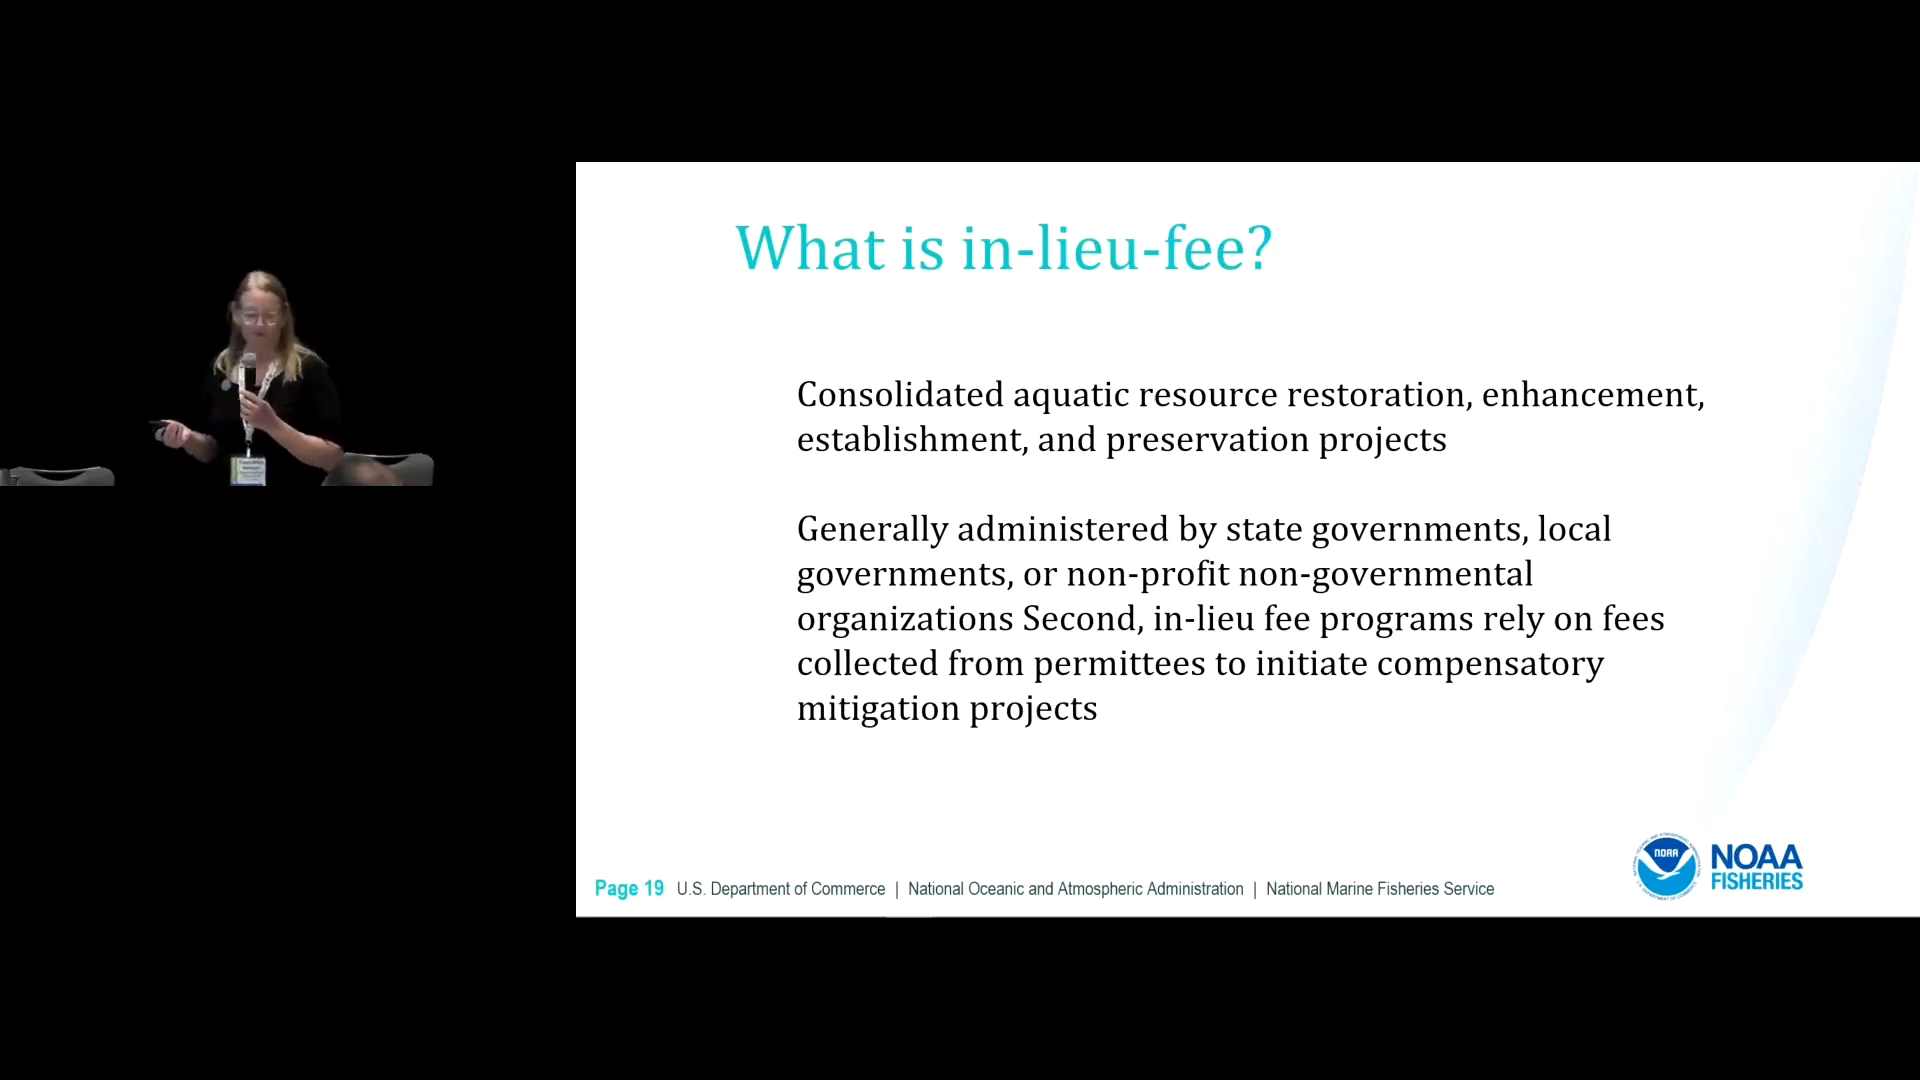 What is in-lieu-fee?
Consolidated aquatic resource restoration, enhancement,
establishment, and preservation projects
Generally administered by state governments, local
governments, or non-profit non-governmental
organizations Second, in-lieu fee programs rely on fees
collected from permittees to initiate compensatory
mitigation projects
Page 19 U.S. Department of Commerce | National Oceanic and Atmospheric Administration | National Marine Fisheries Service
NOAA
NOAA
FISHERIES